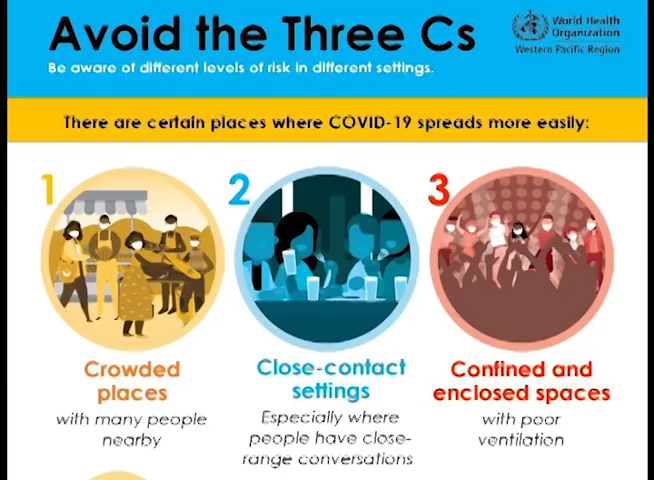 Avoid the Three Cs
Be aware of different levels of risk in different settings.
World Health
Organization
Western Pacific Region
There are certain places where COVID-19 spreads more easily:
1
2
3
Crowded
places
with many people
nearby
Close-contact
settings
Especially where
people have close-
range conversations
Confined and
enclosed spaces
with poor
ventilation